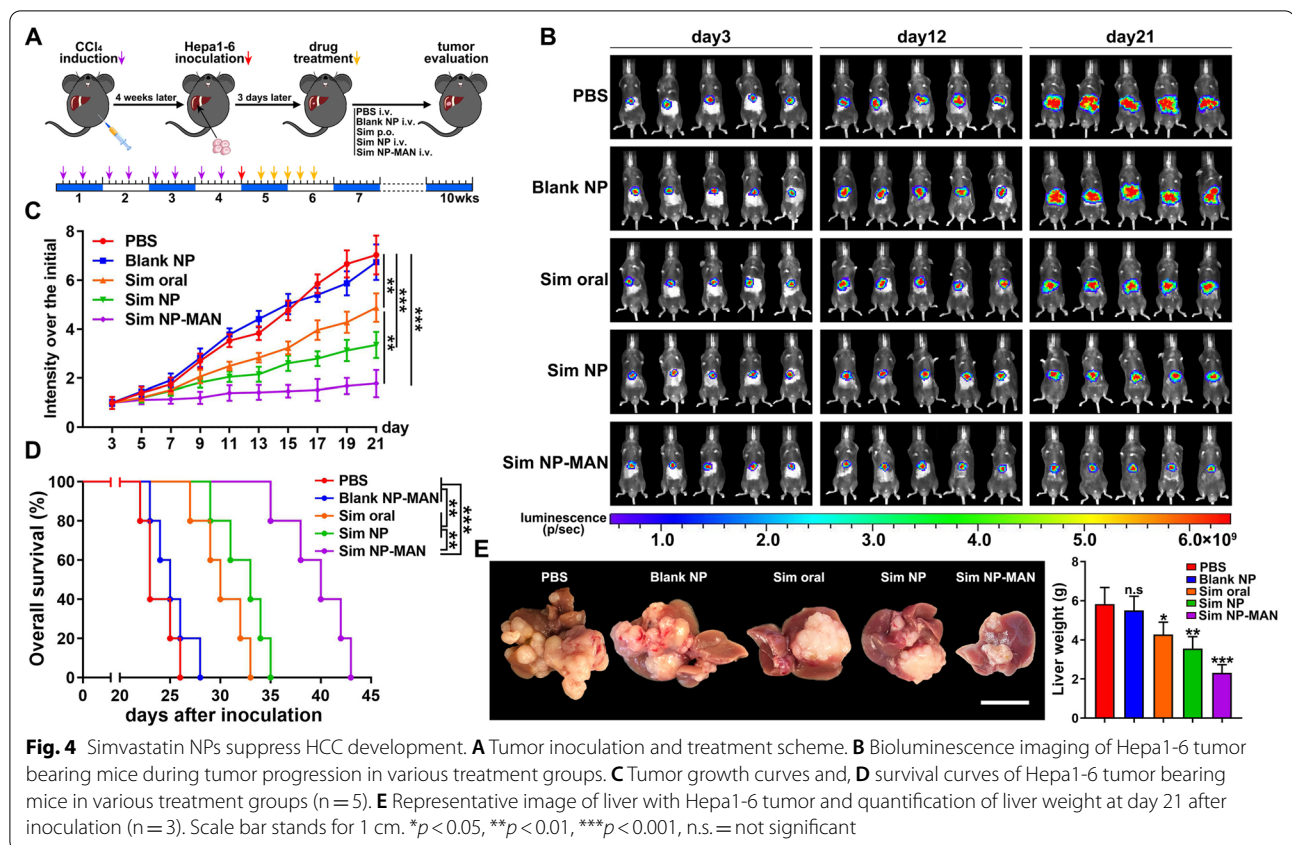 A
CCl₄ induction
Hepa1-6 inoculation
drug treatment
tumor evaluation
4 weeks later
3 days later
PBS i.v.
Blank NP i.v.
Sim p.o.
Sim NP i.v.
Sim NP-MAN i.v.
1 2 3 4 5 6 7 10wks
B
day3 day12 day21
PBS
Blank NP
Sim oral
Sim NP
Sim NP-MAN
luminescence (p/sec)
1.0 2.0 3.0 4.0 5.0 6.0×10⁹
C
Intensity over the initial
8
6
4
2
0
PBS
Blank NP
Sim oral
Sim NP
Sim NP-MAN
**
***
**
***
3 5 7 9 11 13 15 17 19 21 day
D
Overall survival (%)
100
80
60
40
20
0
PBS
Blank NP-MAN
Sim oral
Sim NP
Sim NP-MAN
**
**
***
0 20 25 30 35 40 45
days after inoculation
E
PBS Blank NP Sim oral Sim NP Sim NP-MAN
Liver weight (g)
8
6
4
2
0
PBS
Blank NP
Sim oral
Sim NP
Sim NP-MAN
n.s
*
**
***
Fig. 4 Simvastatin NPs suppress HCC development. A Tumor inoculation and treatment scheme. B Bioluminescence imaging of Hepa1-6 tumor
bearing mice during tumor progression in various treatment groups. C Tumor growth curves and, D survival curves of Hepa1-6 tumor bearing
mice in various treatment groups (n = 5). E Representative image of liver with Hepa1-6 tumor and quantification of liver weight at day 21 after
inoculation (n = 3). Scale bar stands for 1 cm. *p < 0.05, **p < 0.01, ***p < 0.001, n.s. = not significant